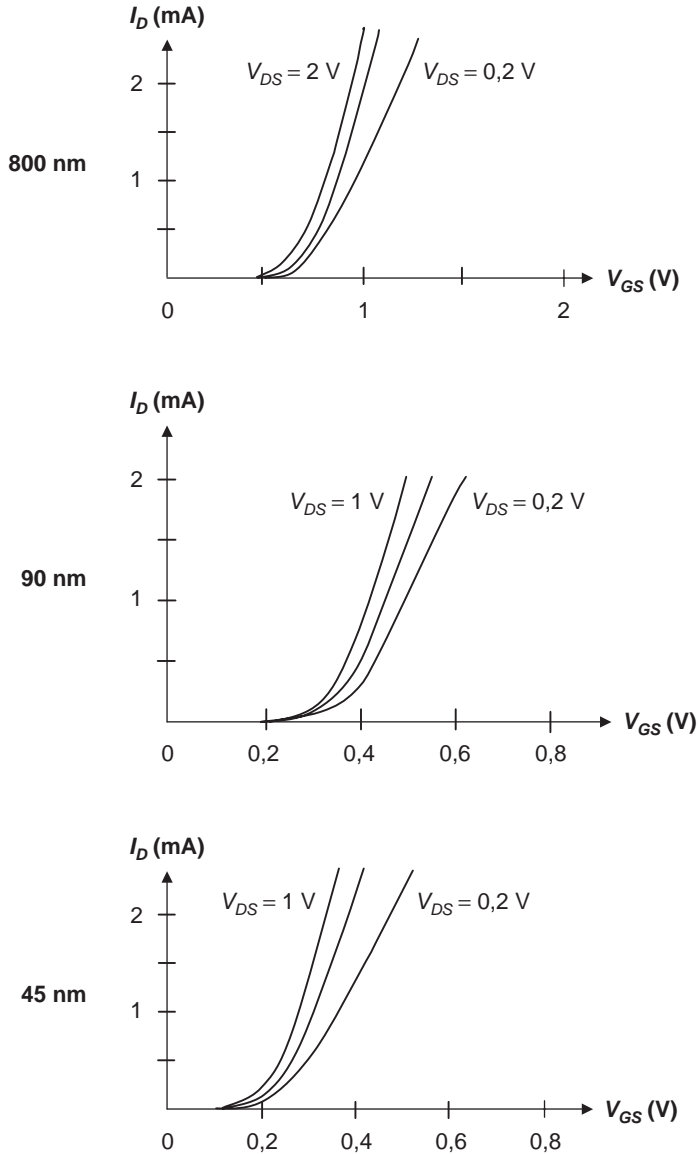 I_D (mA)
V_DS = 2 V
V_DS = 0,2 V
2
800 nm
1
V_GS (V)
0
1
2
I_D (mA)
2
V_DS = 1 V
V_DS = 0,2 V
90 nm
1
V_GS (V)
0
0,2
0,4
0,6
0,8
I_D (mA)
V_DS = 1 V
V_DS = 0,2 V
2
45 nm
1
V_GS (V)
0
0,2
0,4
0,6
0,8